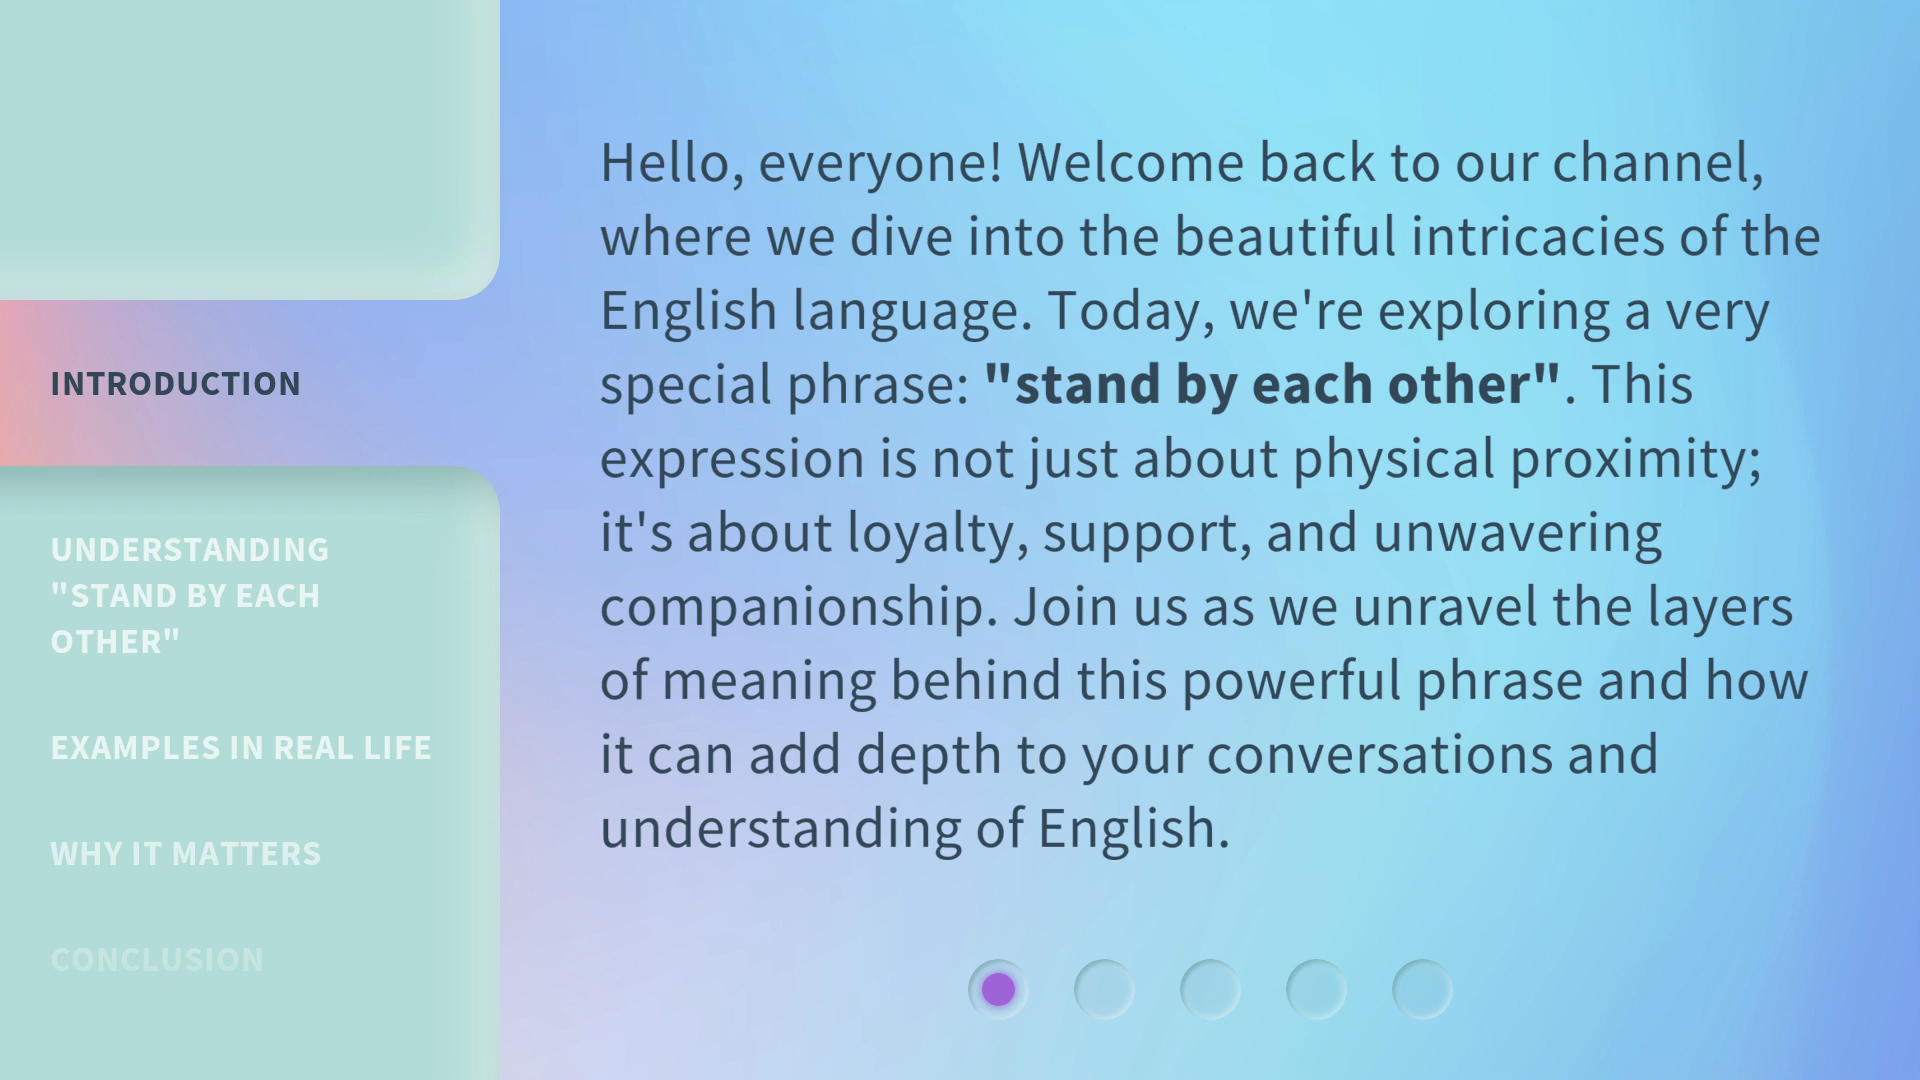 INTRODUCTION
UNDERSTANDING
"STAND BY EACH
OTHER"
EXAMPLES IN REAL LIFE
WHY IT MATTERS
CONCLUSION
Hello, everyone! Welcome back to our channel,
where we dive into the beautiful intricacies of the
English language. Today, we're exploring a very
special phrase: "stand by each other". This
expression is not just about physical proximity;
it's about loyalty, support, and unwavering
companionship. Join us as we unravel the layers
of meaning behind this powerful phrase and how
it can add depth to your conversations and
understanding of English.